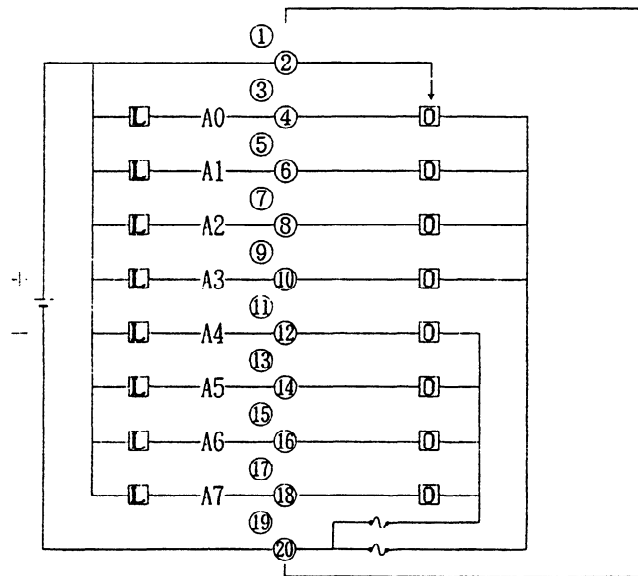 ①
②
③
L A0 ④ O
⑤
L A1 ⑥ O
⑦
L A2 ⑧ O
⑨
L A3 ⑩ O
+
⑪
−
L A4 ⑫ O
⑬
L A5 ⑭ O
⑮
L A6 ⑯ O
⑰
L A7 ⑱ O
⑲
⑳